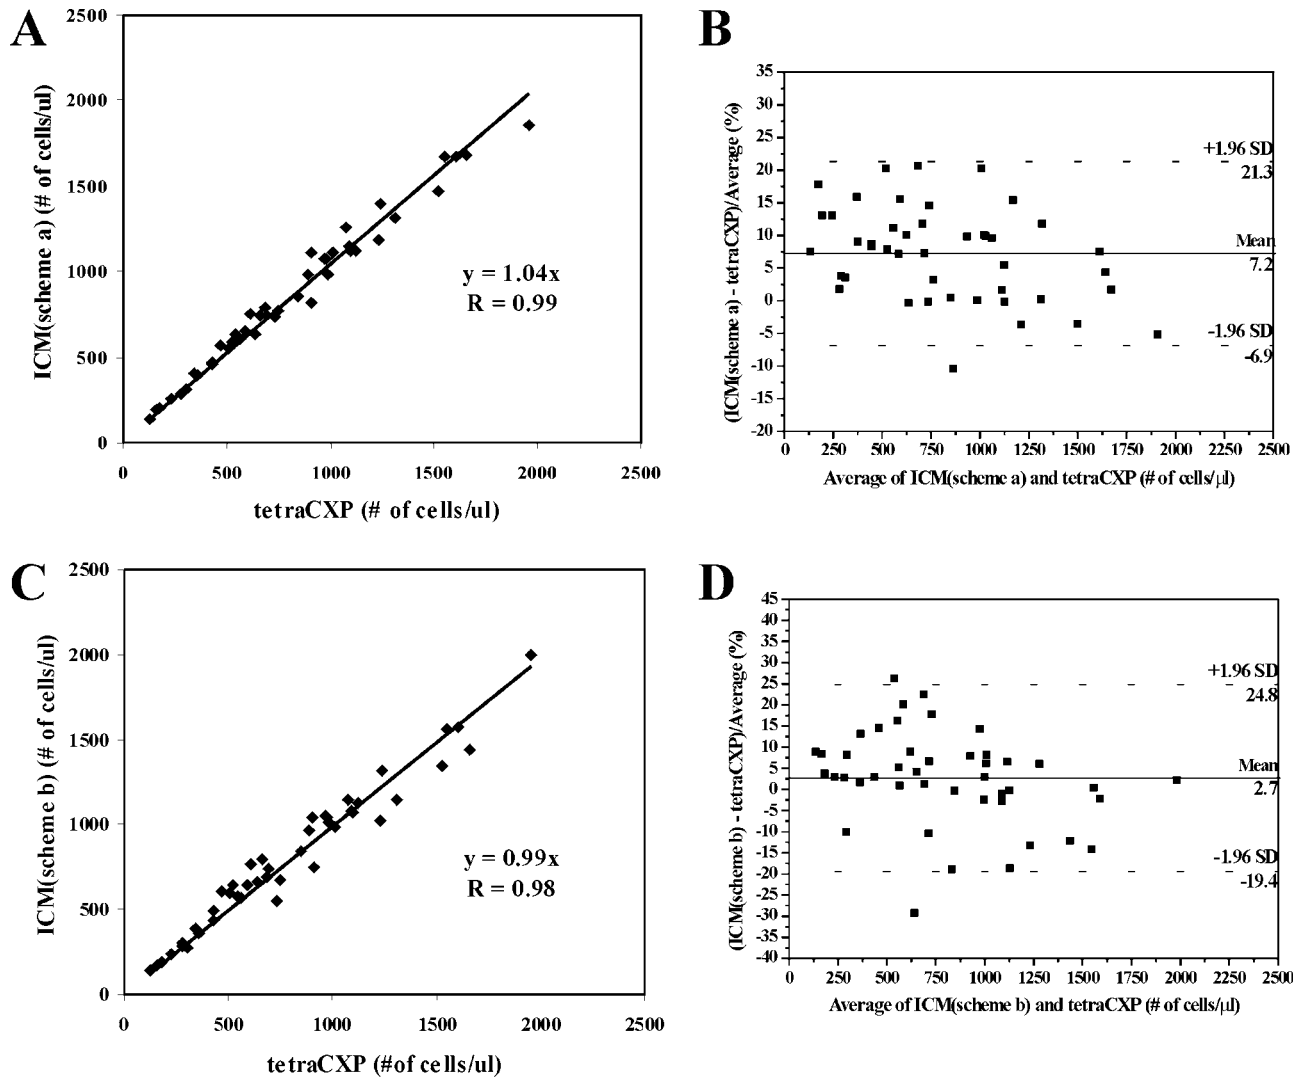 A
2500
2000
1500
1000
500
0
ICM(scheme a) (# of cells/ul)
y = 1.04x
R = 0.99
0 500 1000 1500 2000 2500
tetraCXP (# of cells/ul)
B
35
30
25
20
15
10
5
0
-5
-10
-15
-20
(ICM(scheme a) - tetraCXP)/Average (%)
+1.96 SD
21.3
Mean
7.2
-1.96 SD
-6.9
0 250 500 750 1000 1250 1500 1750 2000 2250 2500
Average of ICM(scheme a) and tetraCXP (# of cells/μl)
C
2500
2000
1500
1000
500
0
ICM(scheme b) (# of cells/ul)
y = 0.99x
R = 0.98
0 500 1000 1500 2000 2500
tetraCXP (#of cells/ul)
D
45
40
35
30
25
20
15
10
5
0
-5
-10
-15
-20
-25
-30
-35
-40
(ICM(scheme b) - tetraCXP)/Average (%)
+1.96 SD
24.8
Mean
2.7
-1.96 SD
-19.4
0 250 500 750 1000 1250 1500 1750 2000 2250 2500
Average of ICM(scheme b) and tetraCXP (# of cells/μl)